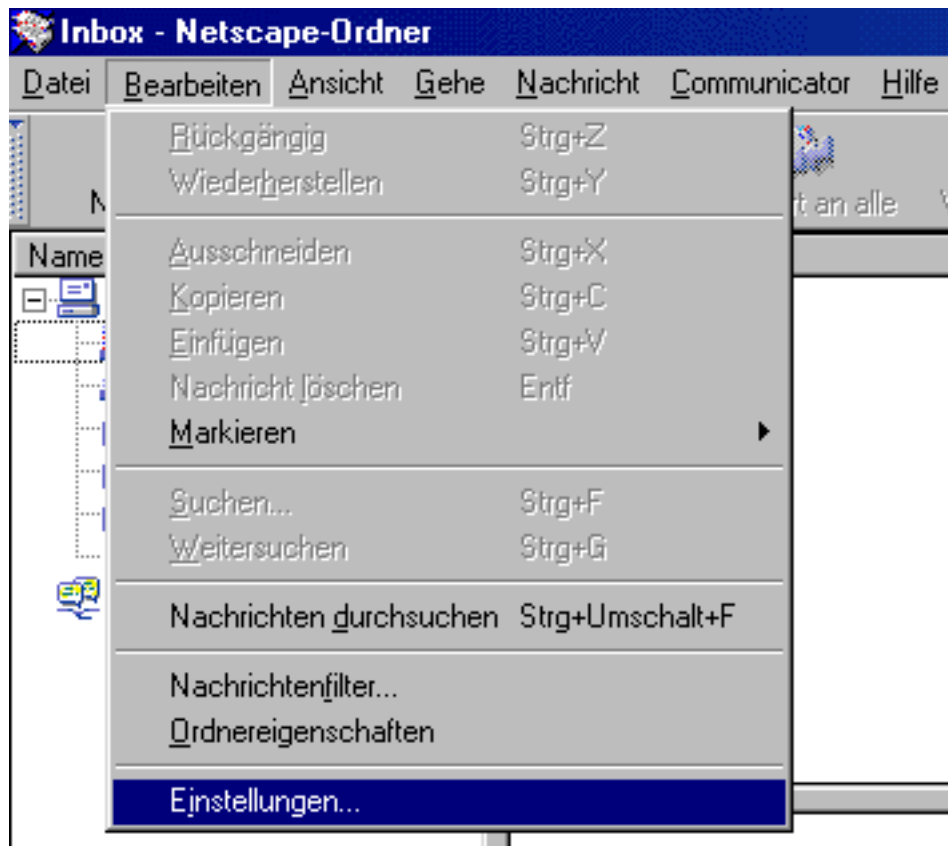 Inbox - Netscape-Ordner
Datei Bearbeiten Ansicht Gehe Nachricht Communicator Hilfe
an alle
Name
Rückgängig Strg+Z
Wiederherstellen Strg+Y
Ausschneiden Strg+X
Kopieren Strg+C
Einfügen Strg+V
Nachricht löschen Entf
Markieren
Suchen... Strg+F
Weitersuchen Strg+G
Nachrichten durchsuchen Strg+Umschalt+F
Nachrichtenfilter...
Ordnereigenschaften
Einstellungen...